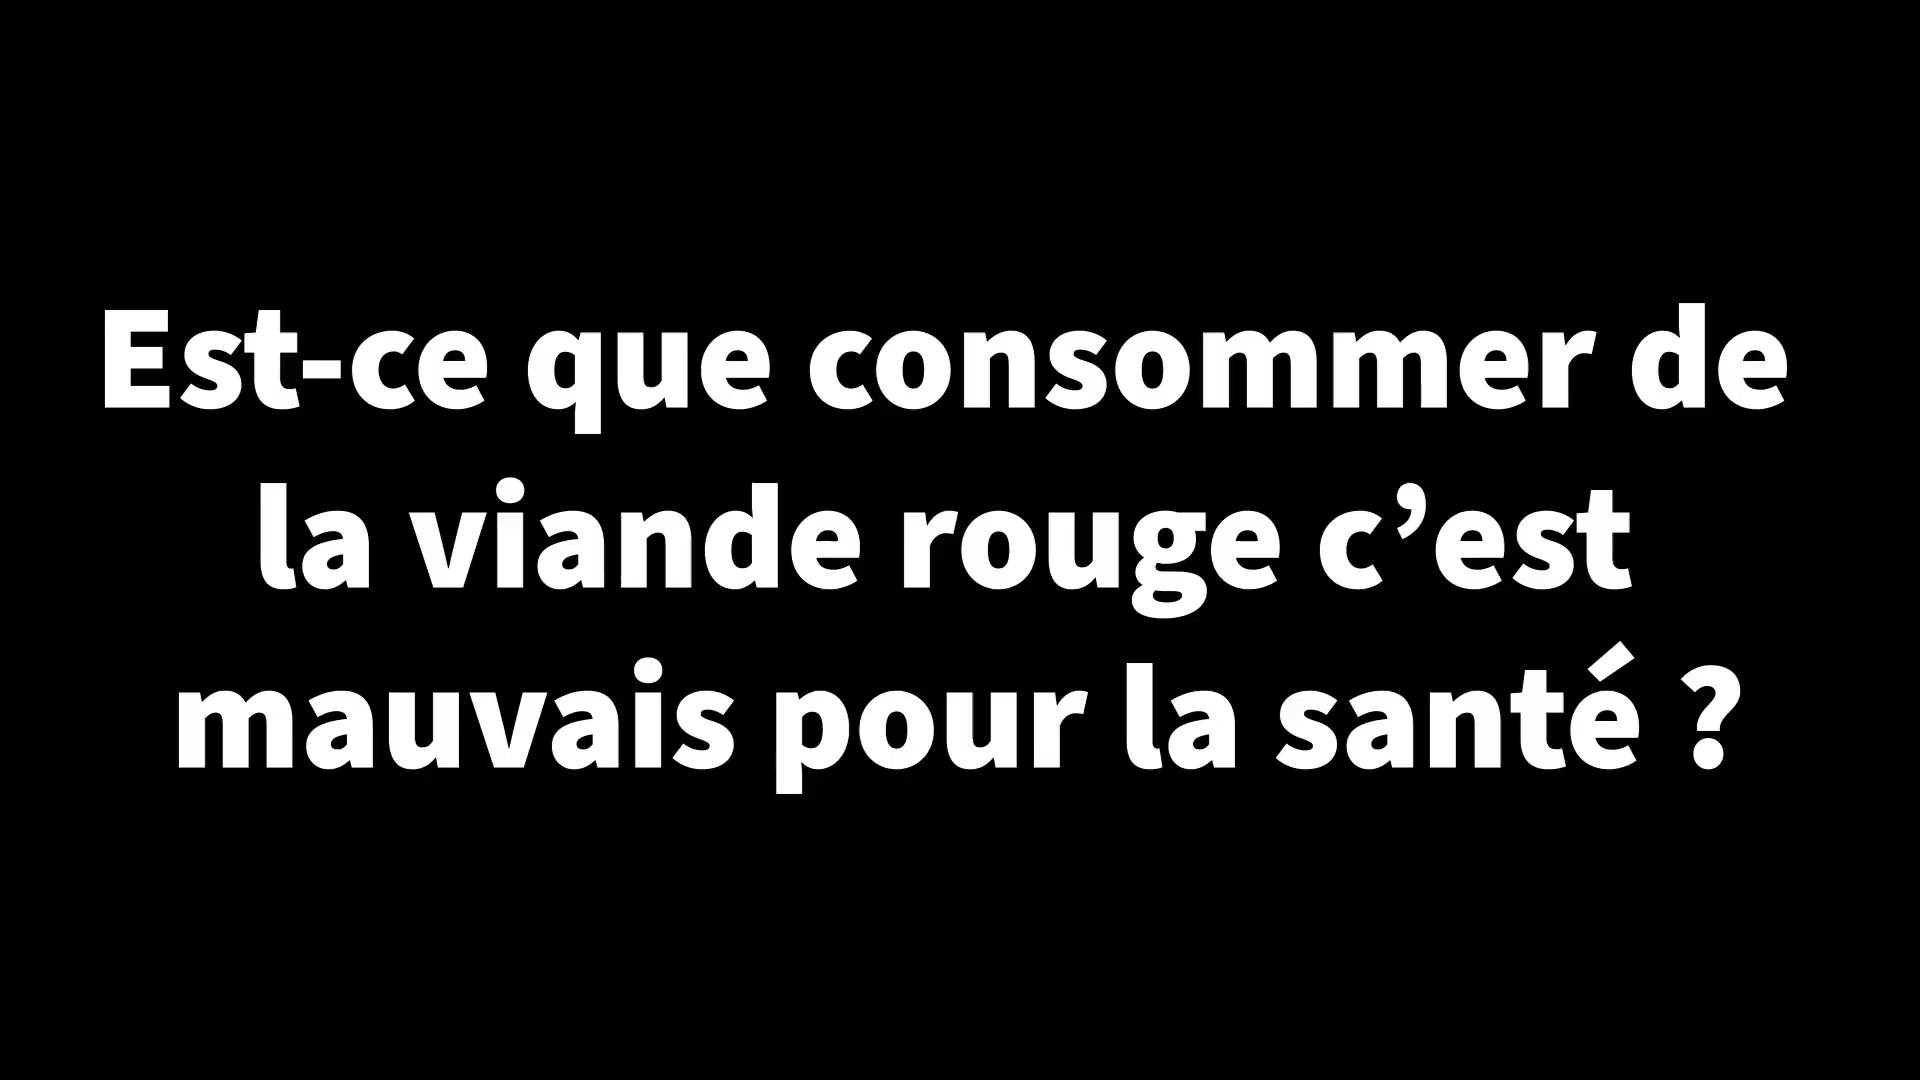 Est-ce que consommer de
la viande rouge c’est
mauvais pour la santé ?